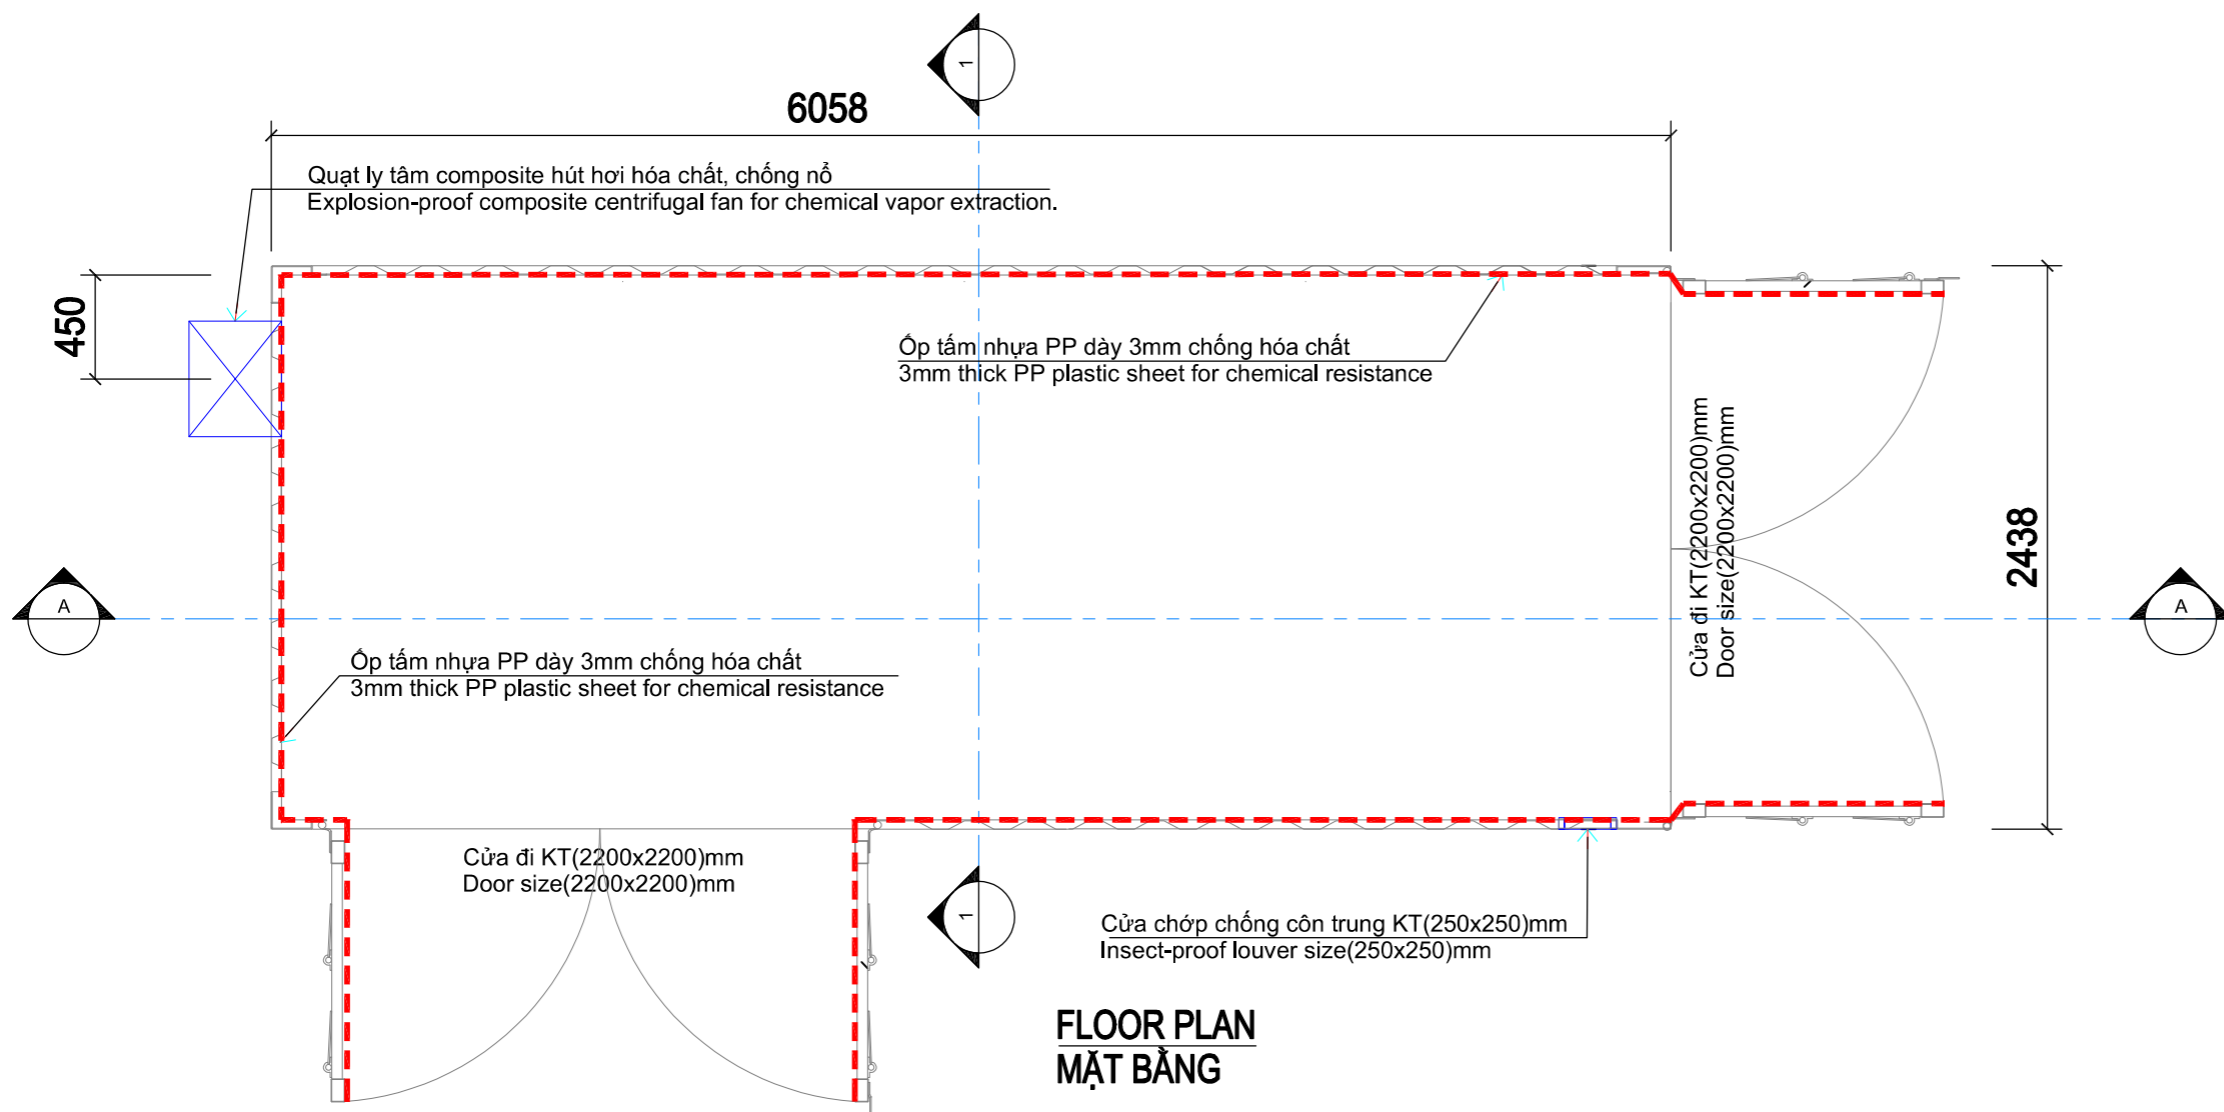 1
6058
Quạt ly tâm composite hút hơi hóa chất, chống nổ
Explosion-proof composite centrifugal fan for chemical vapor extraction.
450
Ốp tấm nhựa PP dày 3mm chống hóa chất
3mm thick PP plastic sheet for chemical resistance
Cửa đi KT(2200x2200)mm
Door size(2200x2200)mm
2438
A
A
Ốp tấm nhựa PP dày 3mm chống hóa chất
3mm thick PP plastic sheet for chemical resistance
Cửa đi KT(2200x2200)mm
Door size(2200x2200)mm
1
Cửa chớp chống côn trung KT(250x250)mm
Insect-proof louver size(250x250)mm
FLOOR PLAN
MẶT BẰNG